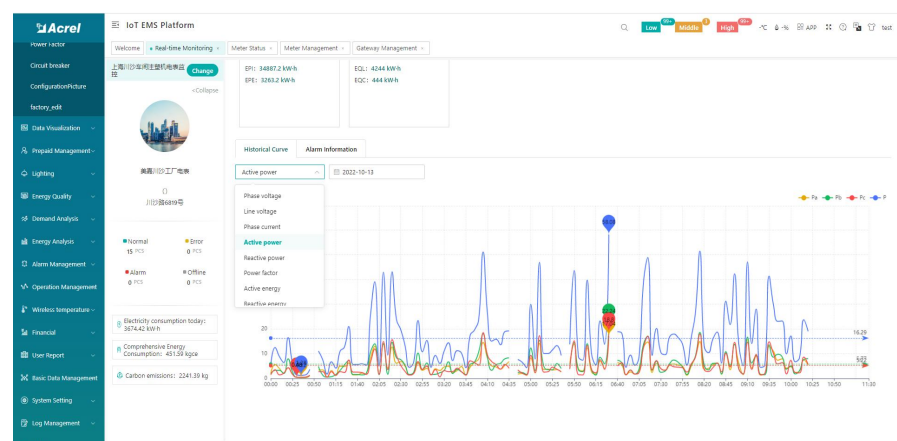 Acrel
IoT EMS Platform
Low 99+
Middle
High 99+
-℃
-%
APP
test
Welcome
Real-time Monitoring
Meter Status
Meter Management
Gateway Management
Power Factor
Circuit breaker
ConfigurationPicture
factory_edit
Data Visualization
Prepaid Management
Lighting
Energy Quality
Demand Analysis
Energy Analysis
Alarm Management
Operation Management
Wireless temperature
Financial
User Report
Basic Data Management
System Setting
Log Management
Change
<Collapse
川沙路6819号
Normal
15 PCS
Error
0 PCS
Alarm
0 PCS
Offline
0 PCS
Electricity consumption today:
3674.42 kW·h
Comprehensive Energy
Consumption: 451.59 kgce
Carbon emissions: 2241.39 kg
EPI: 34887.2 kW·h
EPE: 3263.2 kW·h
EQL: 4244 kW·h
EQC: 444 kW·h
Historical Curve
Alarm Information
Active power
2022-10-13
Phase voltage
Line voltage
Phase current
Active power
Reactive power
Power factor
Active energy
Reactive energy
Pa
Pb
Pc
P
20
10
0
16.29
00:00 00:25 00:50 01:15 01:40 02:05 02:30 02:55 03:20 03:45 04:10 04:35 05:00 05:25 05:50 06:15 06:40 07:05 07:30 07:55 08:20 08:45 09:10 09:35 10:00 10:25 10:50 11:30